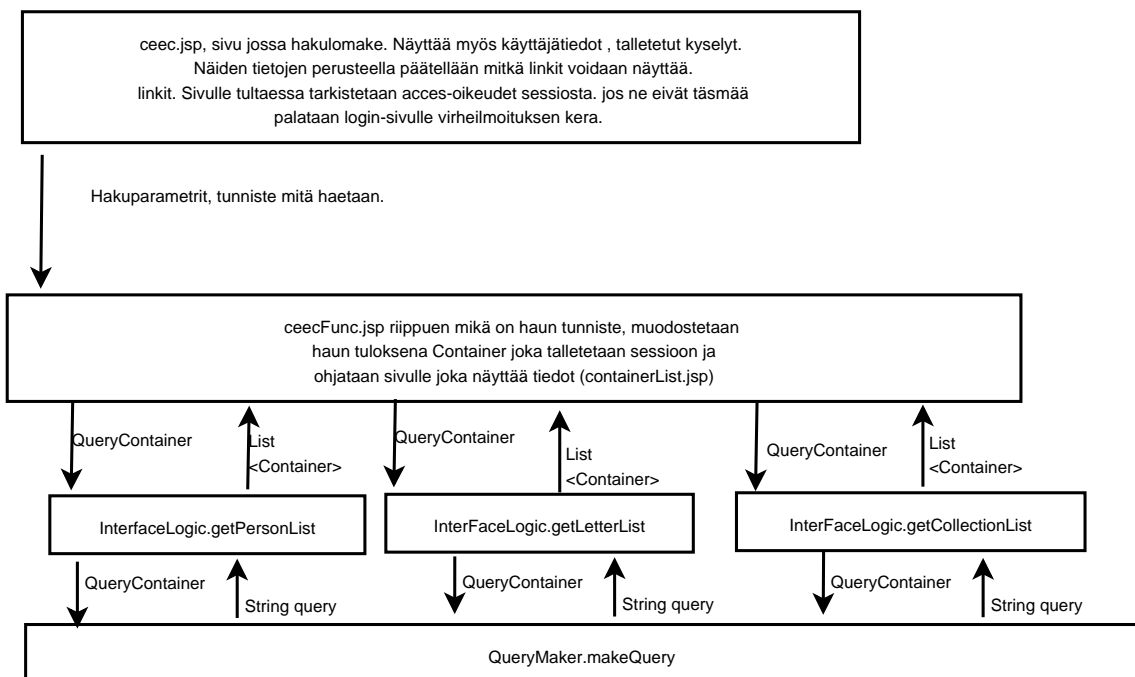 ceec.jsp, sivu jossa hakulomake. Näyttää myös käyttäjätiedot , talletetut kyselyt.
Näiden tietojen perusteella päätellään mitkä linkit voidaan näyttää.
linkit. Sivulle tultaessa tarkistetaan acces-oikeudet sessiosta. jos ne eivät täsmää
palataan login-sivulle virheilmoituksen kera.
Hakuparametrit, tunniste mitä haetaan.
ceecFunc.jsp riippuen mikä on haun tunniste, muodostetaan
haun tuloksena Container joka talletetaan sessioon ja
ohjataan sivulle joka näyttää tiedot (containerList.jsp)
QueryContainer
List
<Container>
QueryContainer
List
<Container>
QueryContainer
List
<Container>
InterfaceLogic.getPersonList
InterFaceLogic.getLetterList
InterFaceLogic.getCollectionList
QueryContainer
String query
QueryContainer
String query
QueryContainer
String query
QueryMaker.makeQuery